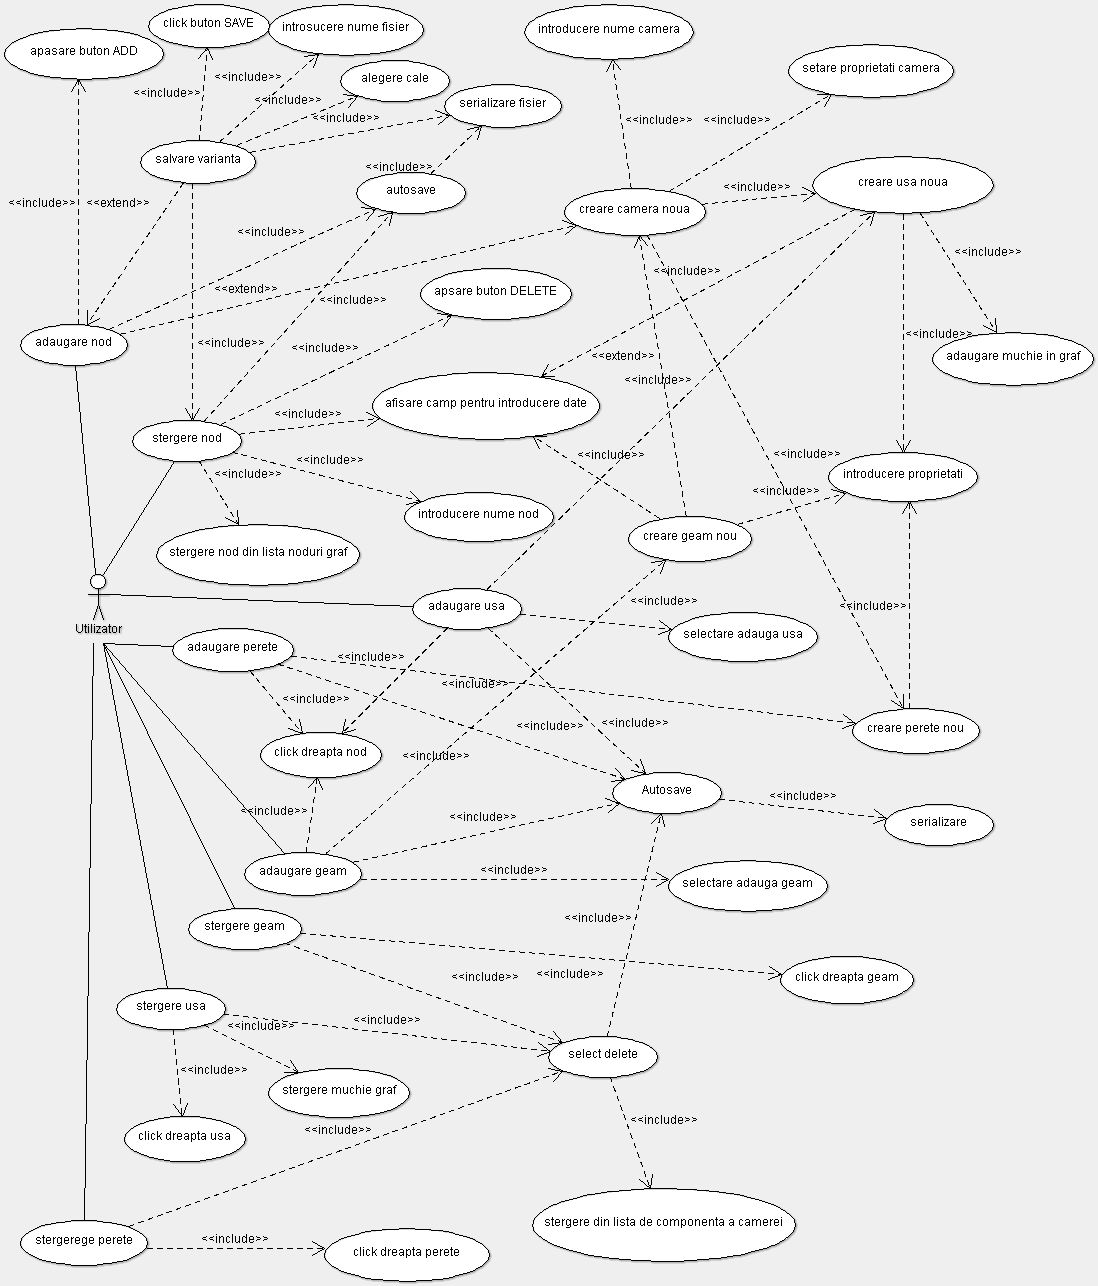 click buton SAVE
introsucere nume fisier
introducere nume camera
apasare buton ADD
setare proprietati camera
<<include>>
alegere cale
<<include>>
<<include>>
serializare fisier
<<include>>
<<include>>
<<include>>
salvare varianta
<<include>>
autosave
creare usa noua
<<include>>
<<include>>
<<extend>>
creare camera noua
<<include>>
<<include>>
<<include>>
<<extend>>
apsare buton DELETE
<<include>>
<<include>>
adaugare nod
<<include>>
<<include>>
<<extend>>
adaugare muchie in graf
<<include>>
afisare camp pentru introducere date
<<include>>
stergere nod
<<include>>
<<include>>
<<include>>
<<include>>
introducere proprietati
<<include>>
introducere nume nod
creare geam nou
stergere nod din lista noduri graf
<<include>>
adaugare usa
<<include>>
Utilizator
selectare adauga usa
adaugare perete
<<include>>
<<include>>
<<include>>
<<include>>
<<include>>
creare perete nou
click dreapta nod
<<include>>
Autosave
<<include>>
<<include>>
<<include>>
serializare
adaugare geam
<<include>>
selectare adauga geam
<<include>>
stergere geam
<<include>>
<<include>>
click dreapta geam
stergere usa
<<include>>
<<include>>
select delete
<<include>>
stergere muchie graf
<<include>>
<<include>>
click dreapta usa
stergere din lista de componenta a camerei
stergerege perete
<<include>>
click dreapta perete